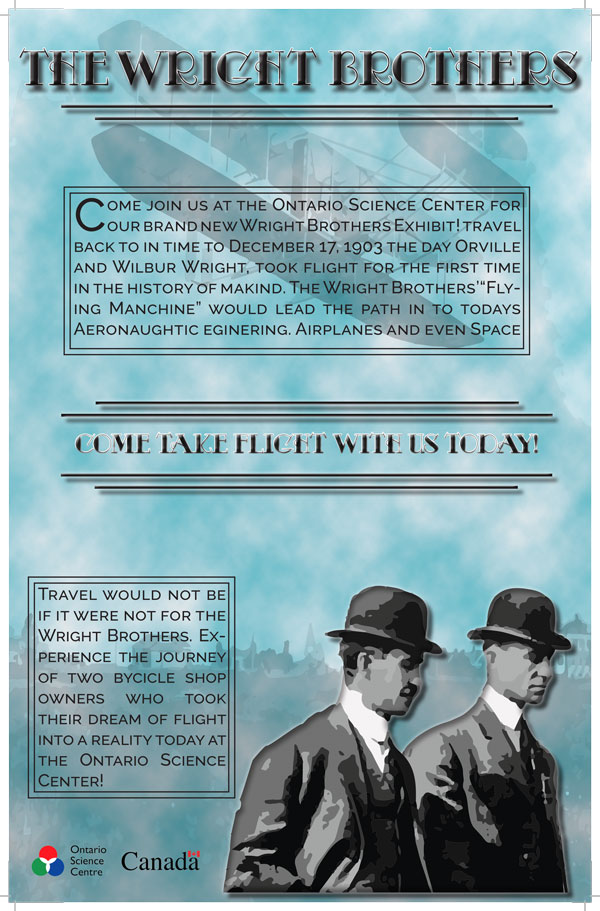 THE WRIGHT BROTHERS
COME JOIN US AT THE ONTARIO SCIENCE CENTER FOR
OUR BRAND NEW WRIGHT BROTHERS EXHIBIT! TRAVEL
BACK TO IN TIME TO DECEMBER 17, 1903 THE DAY ORVILLE
AND WILBUR WRIGHT, TOOK FLIGHT FOR THE FIRST TIME
IN THE HISTORY OF MAKIND. THE WRIGHT BROTHERS'“FLY-
ING MANCHINE” WOULD LEAD THE PATH IN TO TODAYS
AERONAUGHTIC EGINERING. AIRPLANES AND EVEN SPACE
COME TAKE FLIGHT WITH US TODAY!
TRAVEL WOULD NOT BE
IF IT WERE NOT FOR THE
WRIGHT BROTHERS. EX-
PERIENCE THE JOURNEY
OF TWO BYCICLE SHOP
OWNERS WHO TOOK
THEIR DREAM OF FLIGHT
INTO A REALITY TODAY AT
THE ONTARIO SCIENCE
CENTER!
Ontario
Science
Centre
Canada